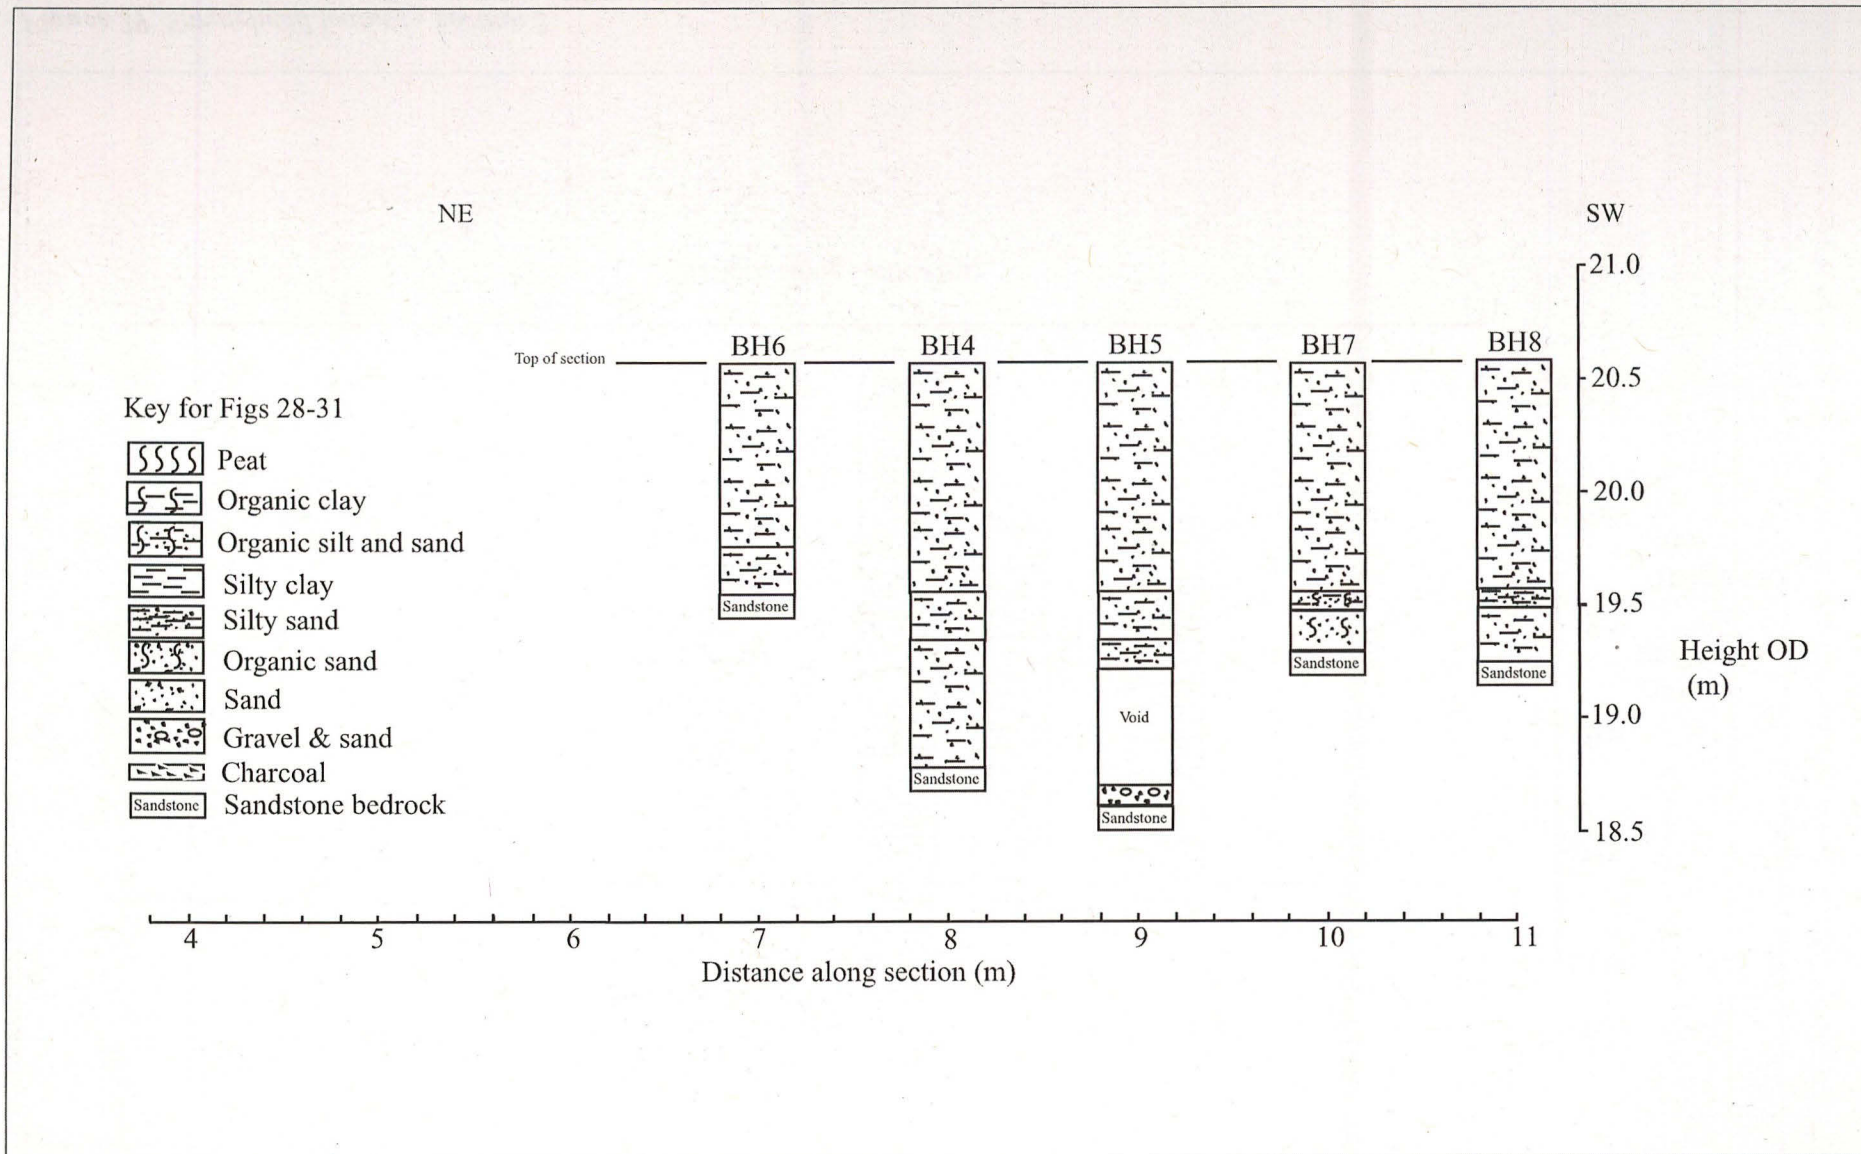 NE
SW
21.0
BH6
BH4
BH5
BH7
BH8
Top of section
20.5
Key for Figs 28-31
Peat
Organic clay
Organic silt and sand
Silty clay
Silty sand
Organic sand
Sand
Gravel & sand
Charcoal
Sandstone
Sandstone bedrock
20.0
19.5
19.0
18.5
Height OD
(m)
Sandstone
Sandstone
Void
Sandstone
Sandstone
Sandstone
4
5
6
7
8
9
10
11
Distance along section (m)